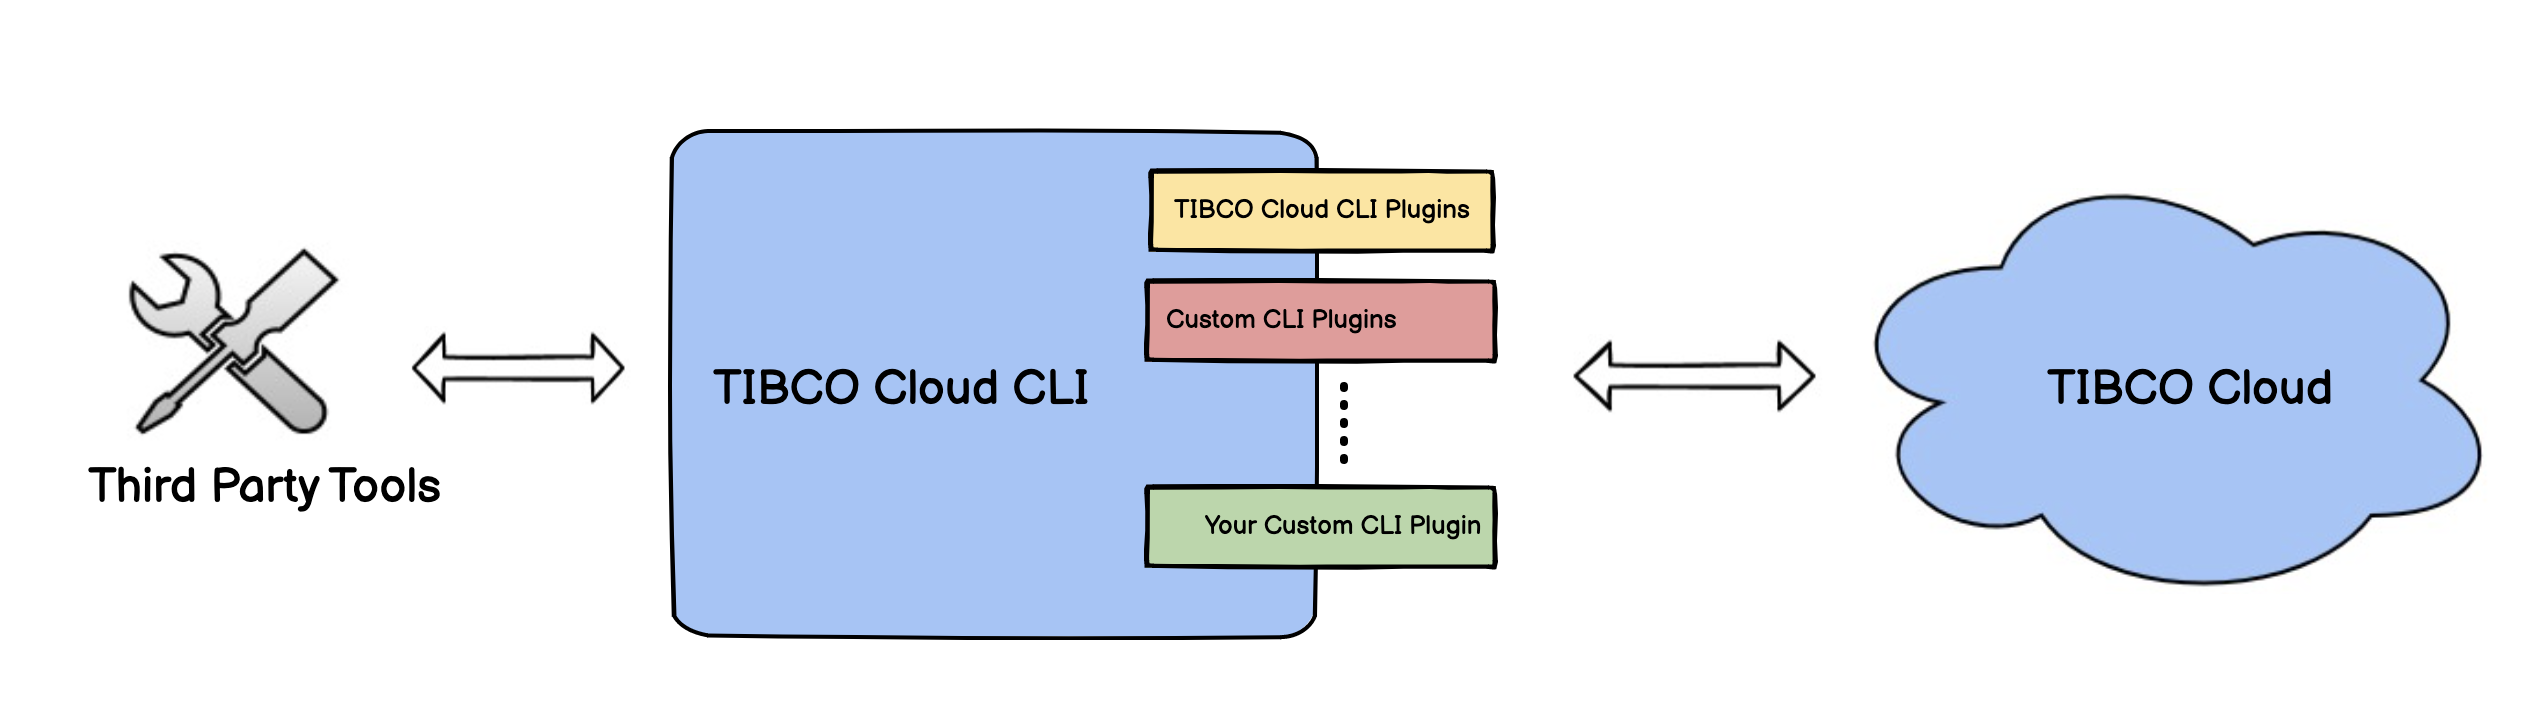 TIBCO Cloud CLI Plugins
Custom CLI Plugins
TIBCO Cloud CLI
TIBCO Cloud
Third Party Tools
Your Custom CLI Plugin